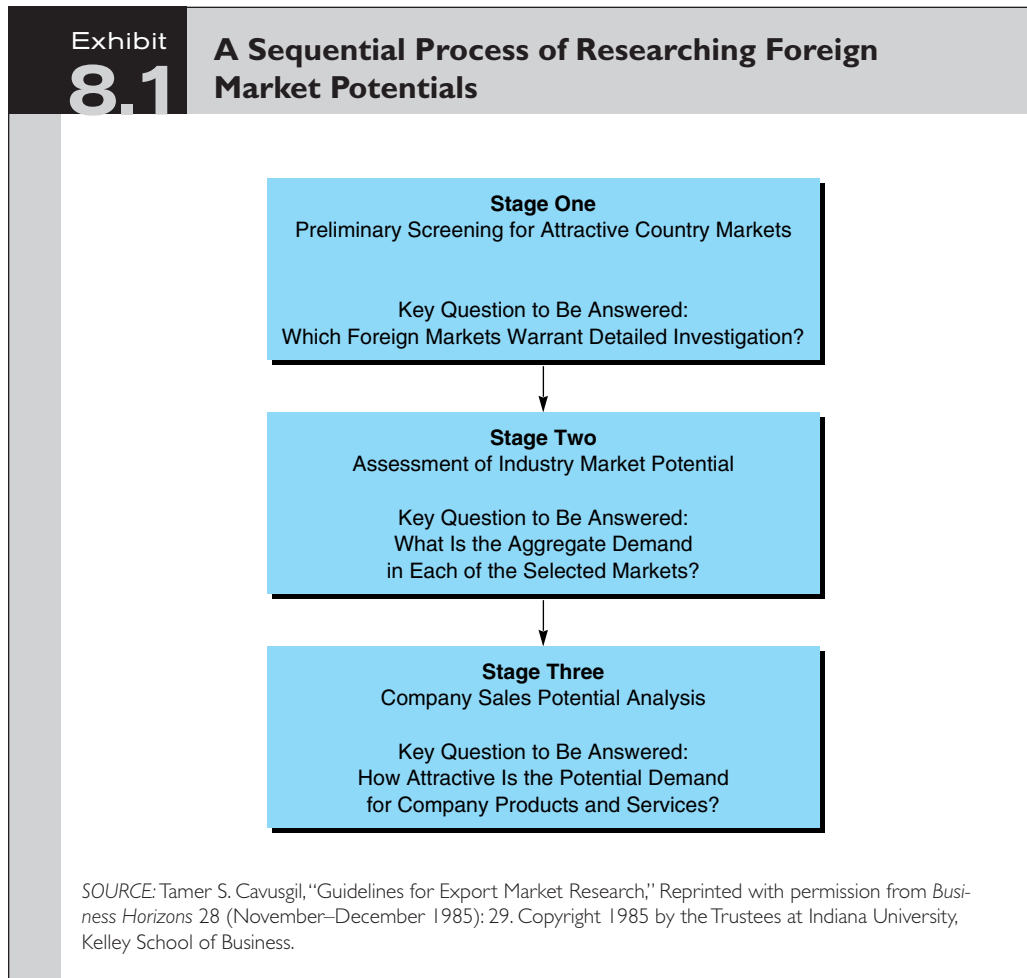 Exhibit
8.1
A Sequential Process of Researching Foreign
Market Potentials
Stage One
Preliminary Screening for Attractive Country Markets
Key Question to Be Answered:
Which Foreign Markets Warrant Detailed Investigation?
Stage Two
Assessment of Industry Market Potential
Key Question to Be Answered:
What Is the Aggregate Demand
in Each of the Selected Markets?
Stage Three
Company Sales Potential Analysis
Key Question to Be Answered:
How Attractive Is the Potential Demand
for Company Products and Services?
SOURCE: Tamer S. Cavusgil, “Guidelines for Export Market Research,” Reprinted with permission from Busi-
ness Horizons 28 (November–December 1985): 29. Copyright 1985 by the Trustees at Indiana University,
Kelley School of Business.